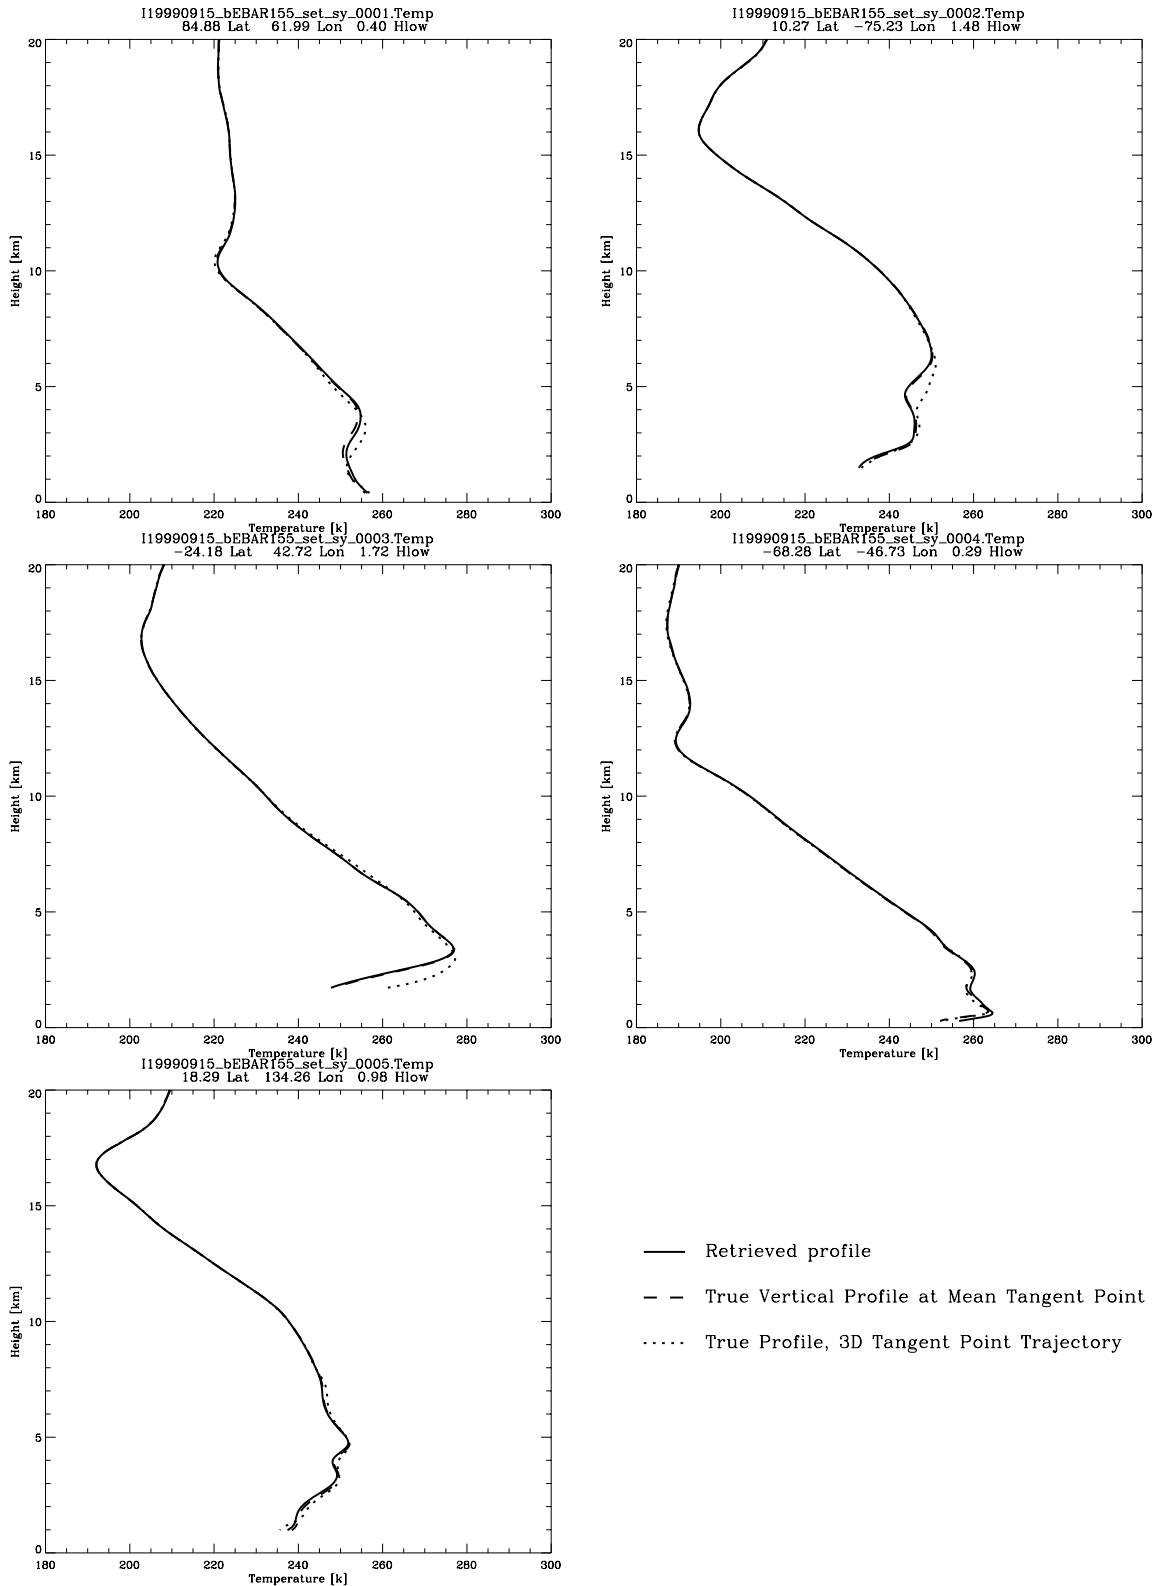 I19990915_bEBAR155_set_sy_0001.Temp
84.88 Lat 61.99 Lon 0.40 Hlow
20
15
10
5
0
Height [km]
180 200 220 240 260 280 300
Temperature [k]
I19990915_bEBAR155_set_sy_0002.Temp
10.27 Lat -75.23 Lon 1.48 Hlow
20
15
10
5
0
Height [km]
180 200 220 240 260 280 300
Temperature [k]
I19990915_bEBAR155_set_sy_0003.Temp
-24.18 Lat 42.72 Lon 1.72 Hlow
20
15
10
5
0
Height [km]
180 200 220 240 260 280 300
Temperature [k]
I19990915_bEBAR155_set_sy_0004.Temp
-68.28 Lat -46.73 Lon 0.29 Hlow
20
15
10
5
0
Height [km]
180 200 220 240 260 280 300
Temperature [k]
I19990915_bEBAR155_set_sy_0005.Temp
18.29 Lat 134.26 Lon 0.98 Hlow
20
15
10
5
0
Height [km]
180 200 220 240 260 280 300
Temperature [k]
Retrieved profile
True Vertical Profile at Mean Tangent Point
True Profile, 3D Tangent Point Trajectory